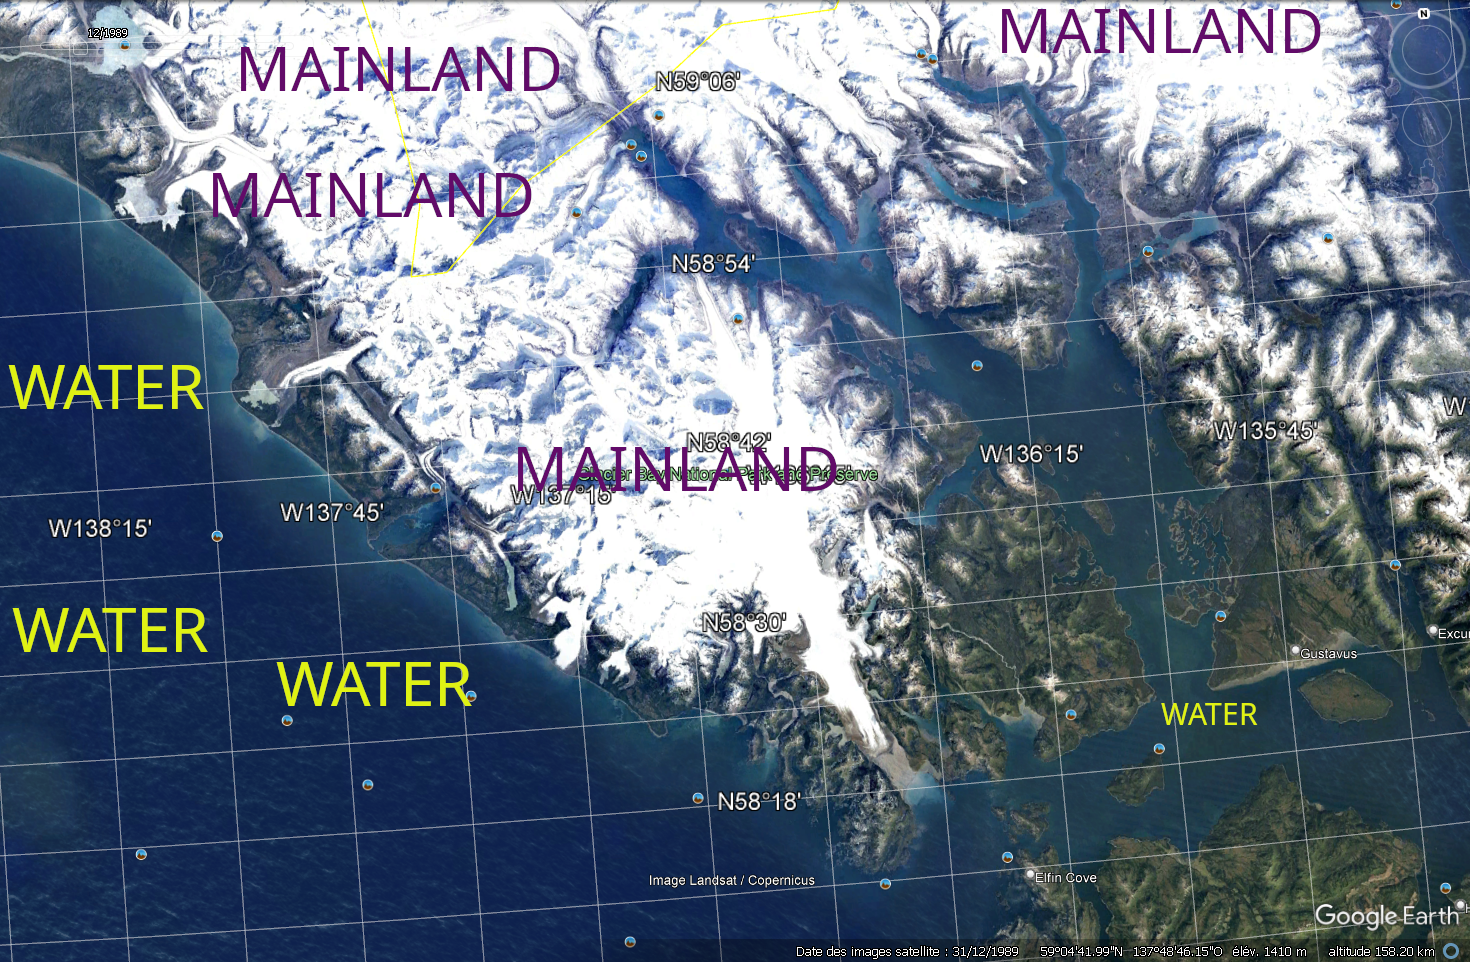 MAINLAND
12/1989
N
MAINLAND
N59°06'
MAINLAND
N58°54'
WATER
W135°45'
N58°42'
W136°15'
MAINLAND
Glacier Bay National Park and Preserve
W137°15'
W137°45'
W138°15'
WATER
N58°30'
Gustavus
WATER
WATER
N58°18'
Image Landsat / Copernicus
Elfin Cove
Google Earth
Date des images satellite : 31/12/1989 59°04'41.99"N 137°48'46.15"O élév. 1410 m altitude 158.20 km